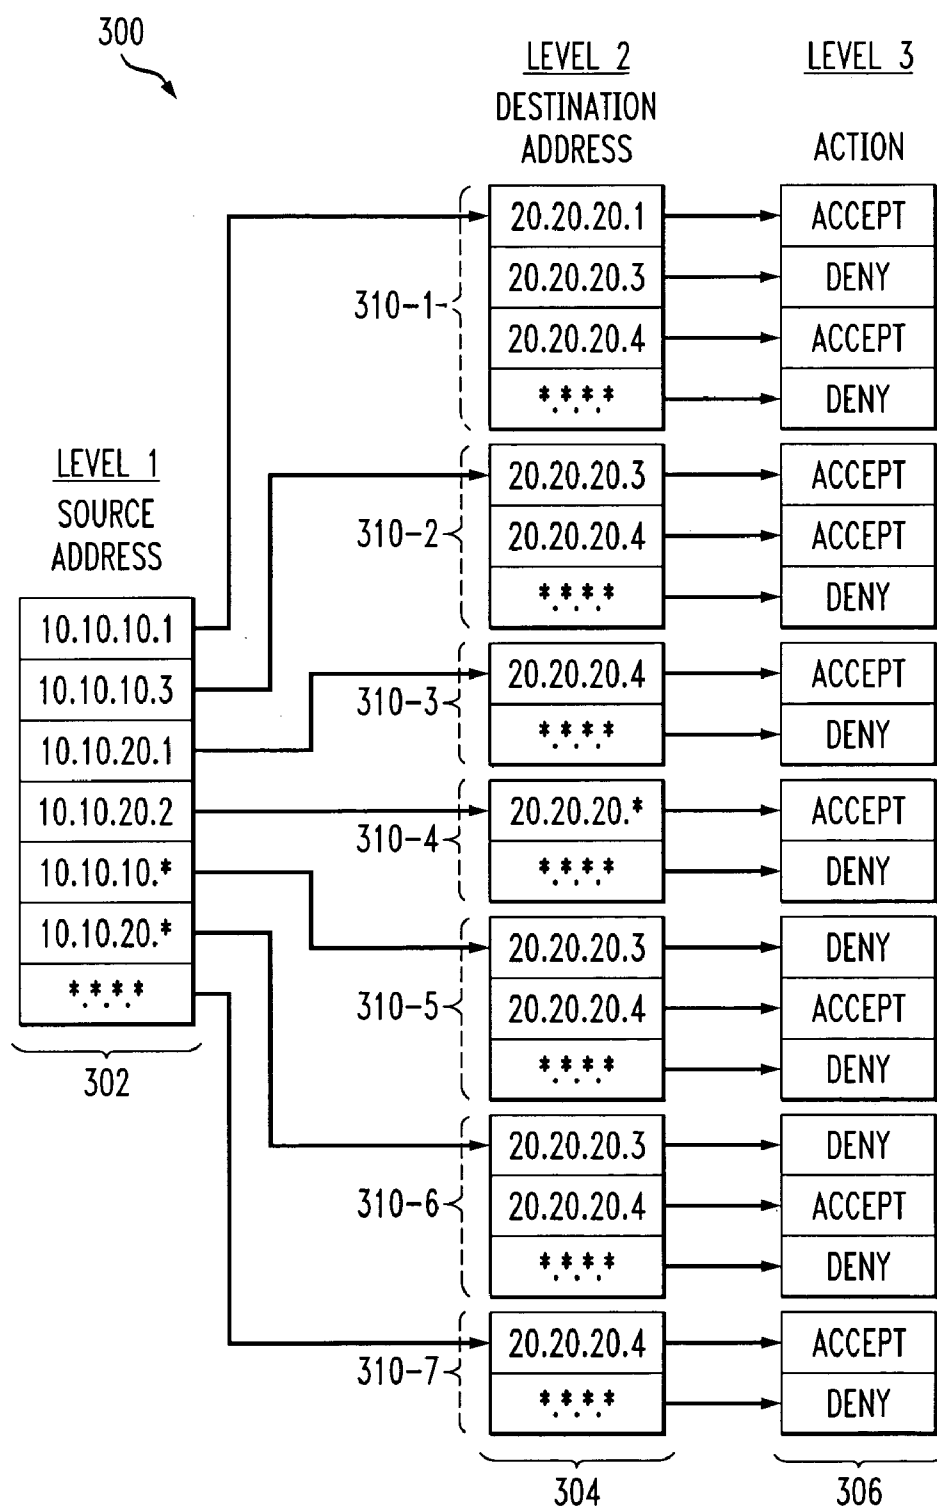 300
LEVEL 2
DESTINATION
ADDRESS
LEVEL 3
ACTION
LEVEL 1
SOURCE
ADDRESS
10.10.10.1
10.10.10.3
10.10.20.1
10.10.20.2
10.10.10.*
10.10.20.*
*.*.*.*
302
310-1
20.20.20.1 ACCEPT
20.20.20.3 DENY
20.20.20.4 ACCEPT
*.*.*.* DENY
310-2
20.20.20.3 ACCEPT
20.20.20.4 ACCEPT
*.*.*.* DENY
310-3
20.20.20.4 ACCEPT
*.*.*.* DENY
310-4
20.20.20.* ACCEPT
*.*.*.* DENY
310-5
20.20.20.3 DENY
20.20.20.4 ACCEPT
*.*.*.* DENY
310-6
20.20.20.3 DENY
20.20.20.4 ACCEPT
*.*.*.* DENY
310-7
20.20.20.4 ACCEPT
*.*.*.* DENY
304
306